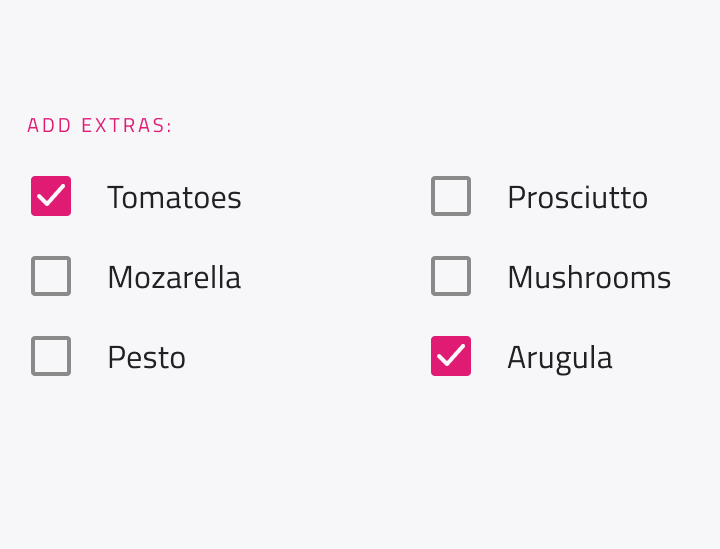 ADD EXTRAS:
Tomatoes
Prosciutto
Mozarella
Mushrooms
Pesto
Arugula